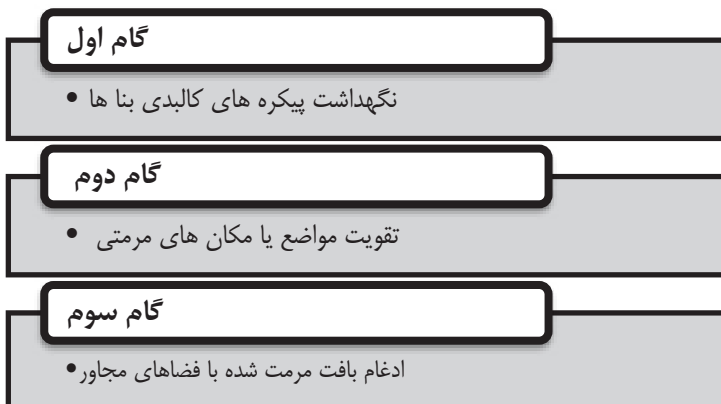 گام اول
• نگهداشت پیکره های کالبدی بنا ها
گام دوم
• تقویت مواضع یا مکان های مرمتی
گام سوم
• ادغام بافت مرمت شده با فضاهای مجاور